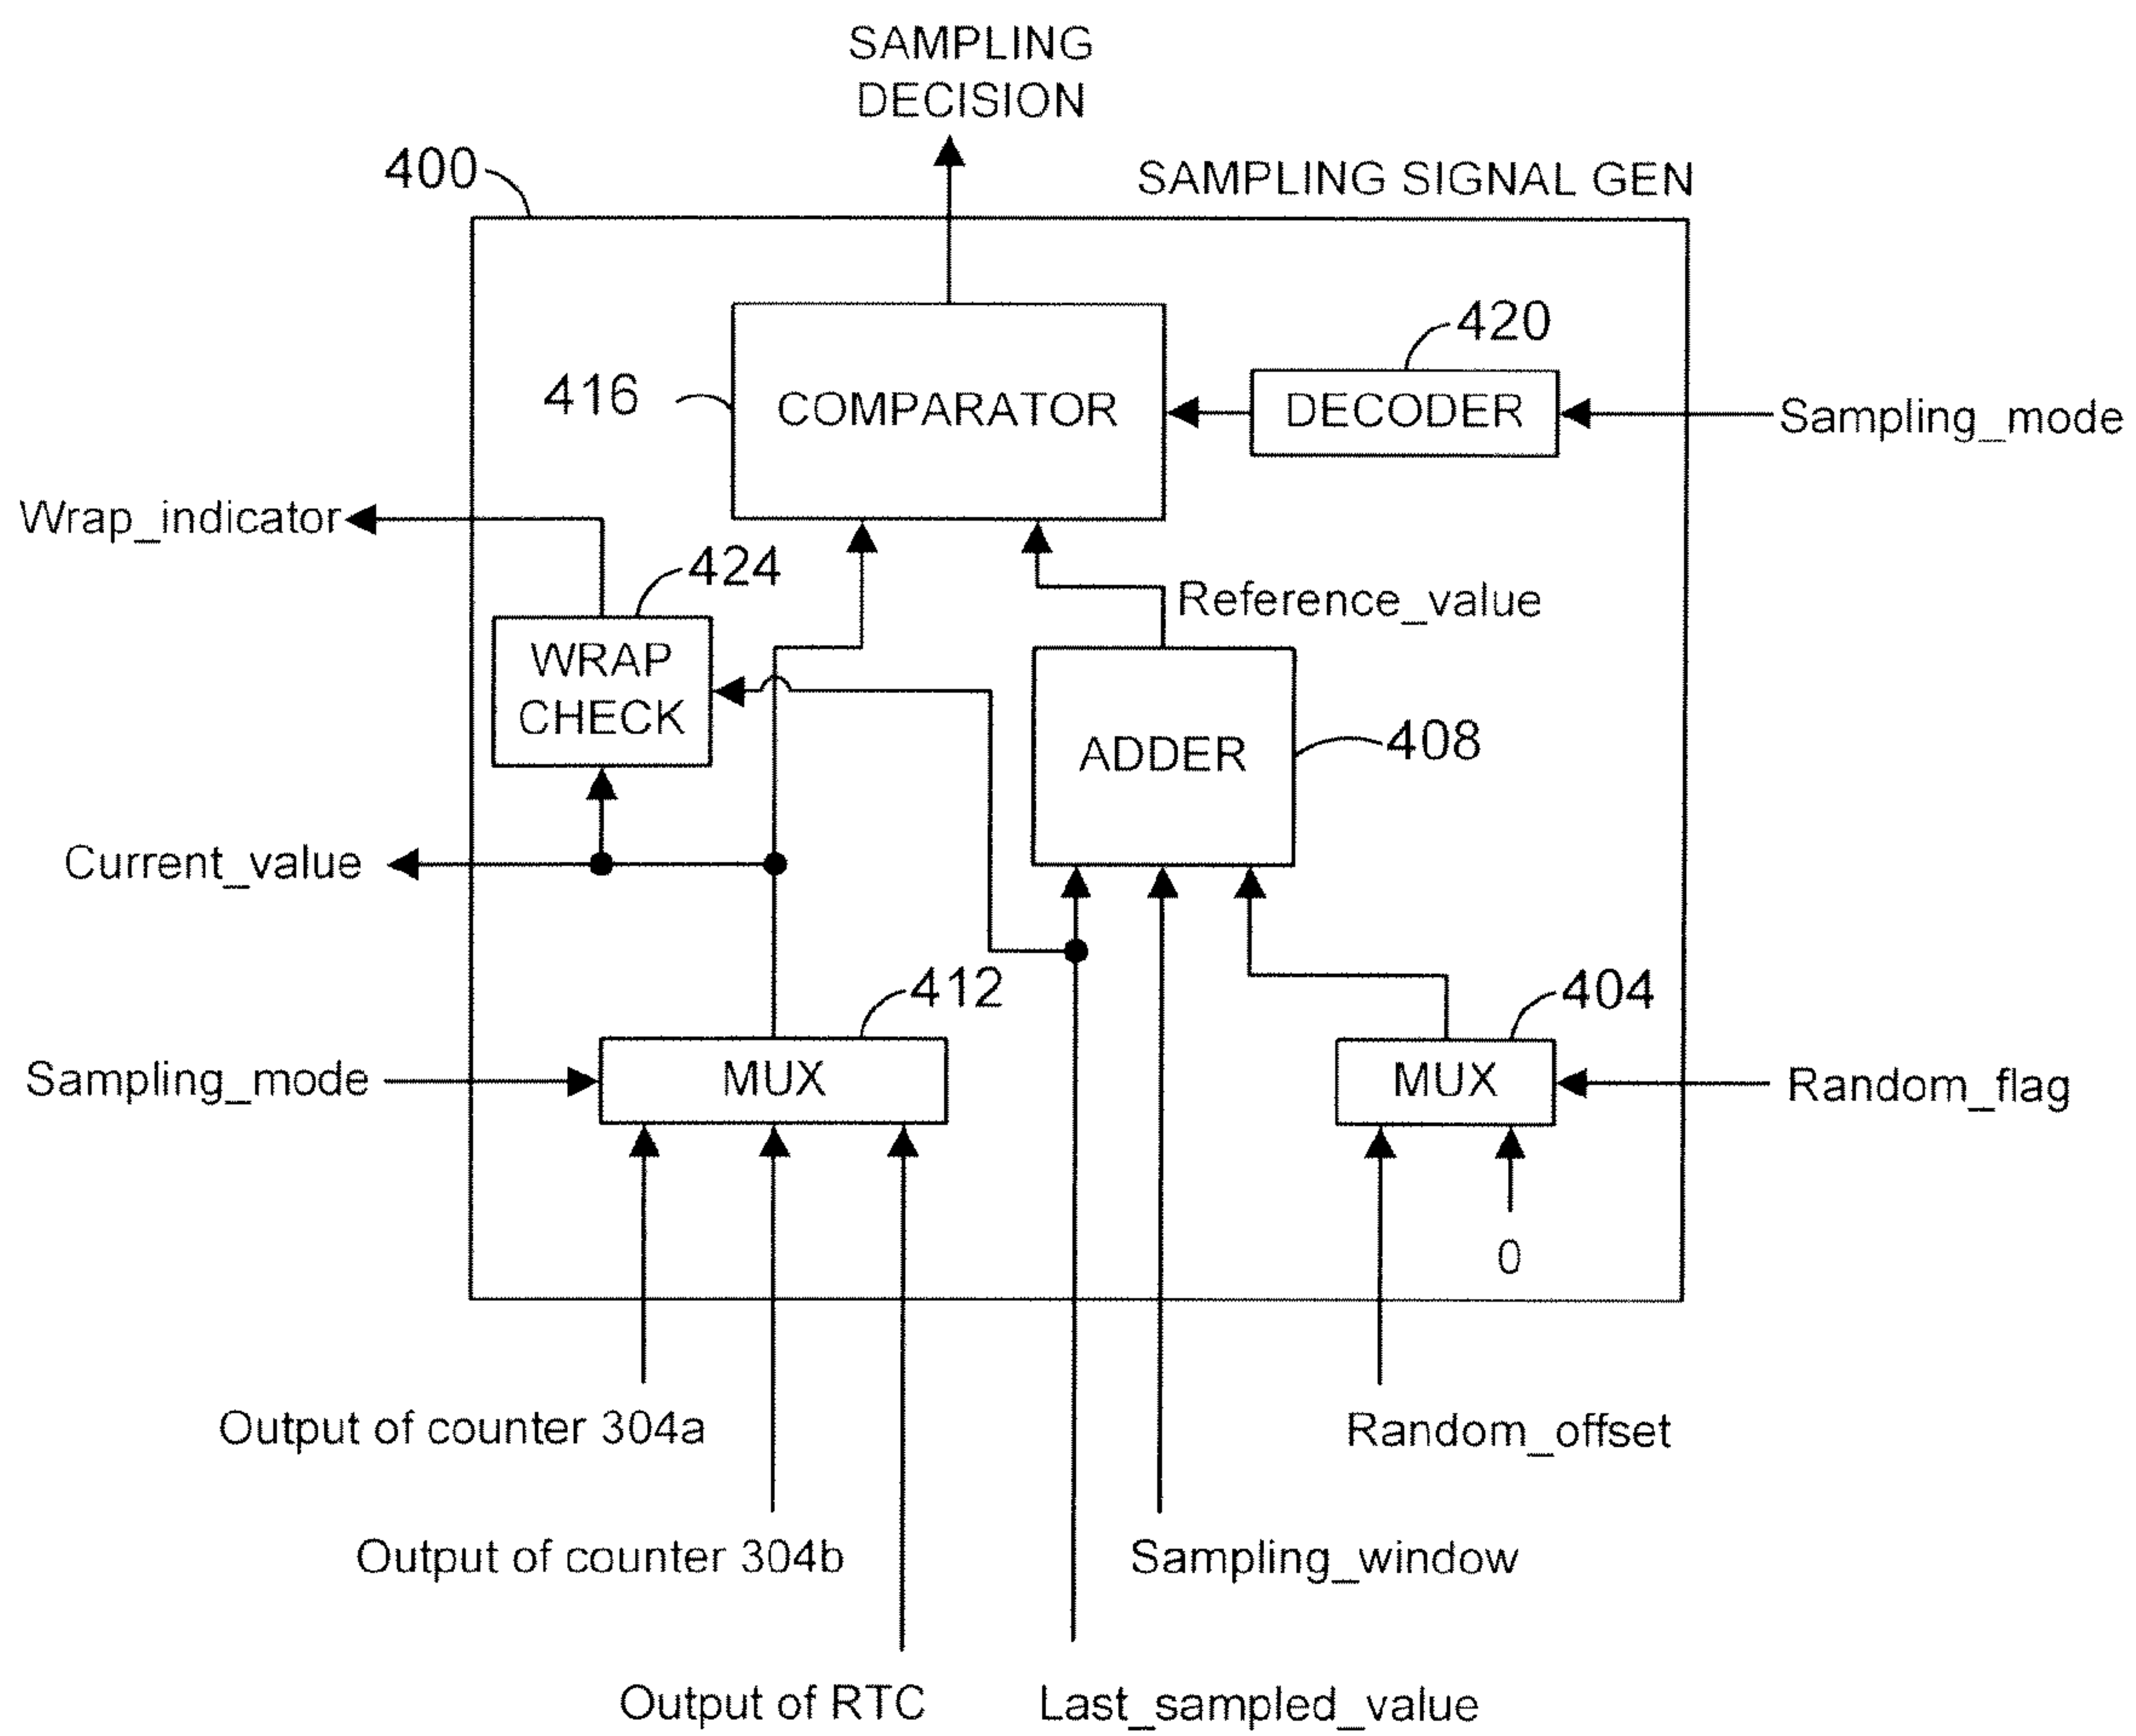 SAMPLING
DECISION
400
SAMPLING SIGNAL GEN
420
416
COMPARATOR
DECODER
Sampling_mode
Wrap_indicator
424
Reference_value
WRAP
CHECK
ADDER
408
Current_value
412
404
Sampling_mode
MUX
MUX
Random_flag
0
Output of counter 304a
Random_offset
Output of counter 304b
Sampling_window
Output of RTC
Last_sampled_value